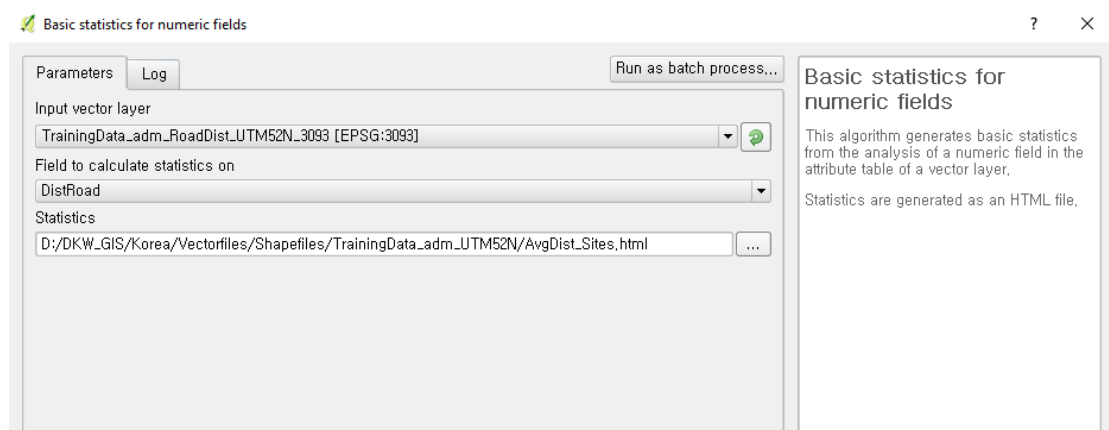 Basic statistics for numeric fields
? ×
Parameters
Log
Run as batch process...
Input vector layer
TrainingData_adm_RoadDist_UTM52N_3093 [EPSG:3093]
Field to calculate statistics on
DistRoad
Statistics
D:/DKW_GIS/Korea/Vectorfiles/Shapefiles/TrainingData_adm_UTM52N/AvgDist_Sites.html
...
Basic statistics for
numeric fields
This algorithm generates basic statistics
from the analysis of a numeric field in the
attribute table of a vector layer.
Statistics are generated as an HTML file.